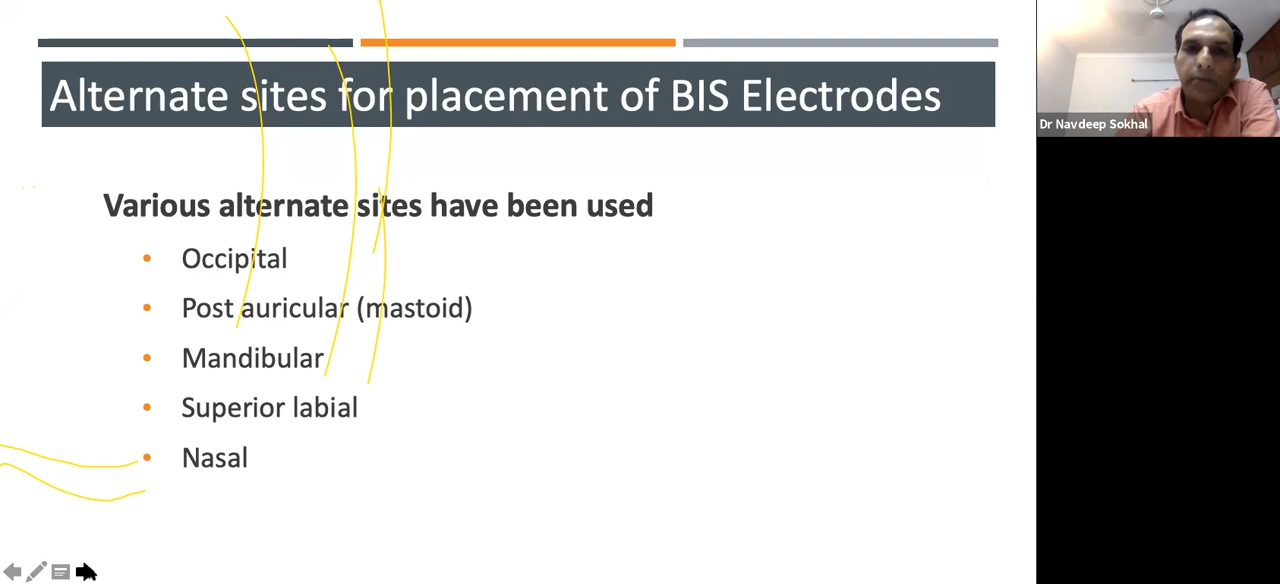 Alternate sites for placement of BIS Electrodes
Dr Navdeep Sokhal
Various alternate sites have been used
• Occipital
• Post auricular (mastoid)
• Mandibular
• Superior labial
• Nasal